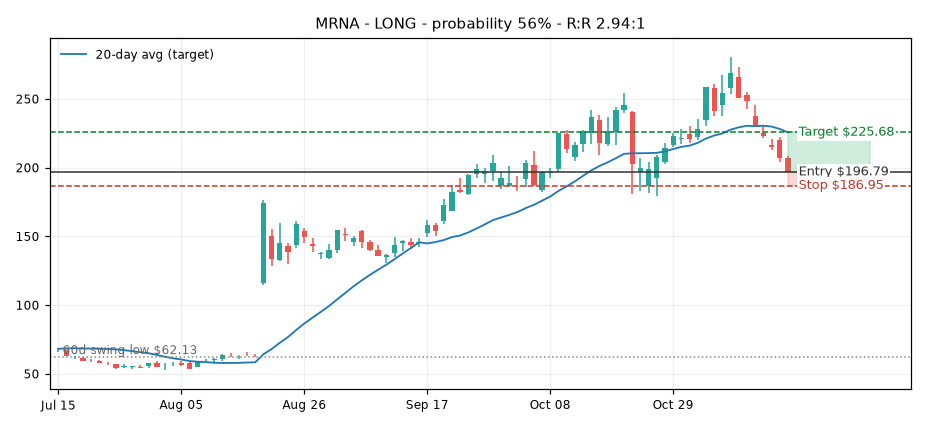 MRNA - LONG - probability 56% - R:R 2.94:1
20-day avg (target)
250
200
150
100
50
Target $225.68
Entry $196.79
Stop $186.95
60d swing low $62.13
Jul 15
Aug 05
Aug 26
Sep 17
Oct 08
Oct 29